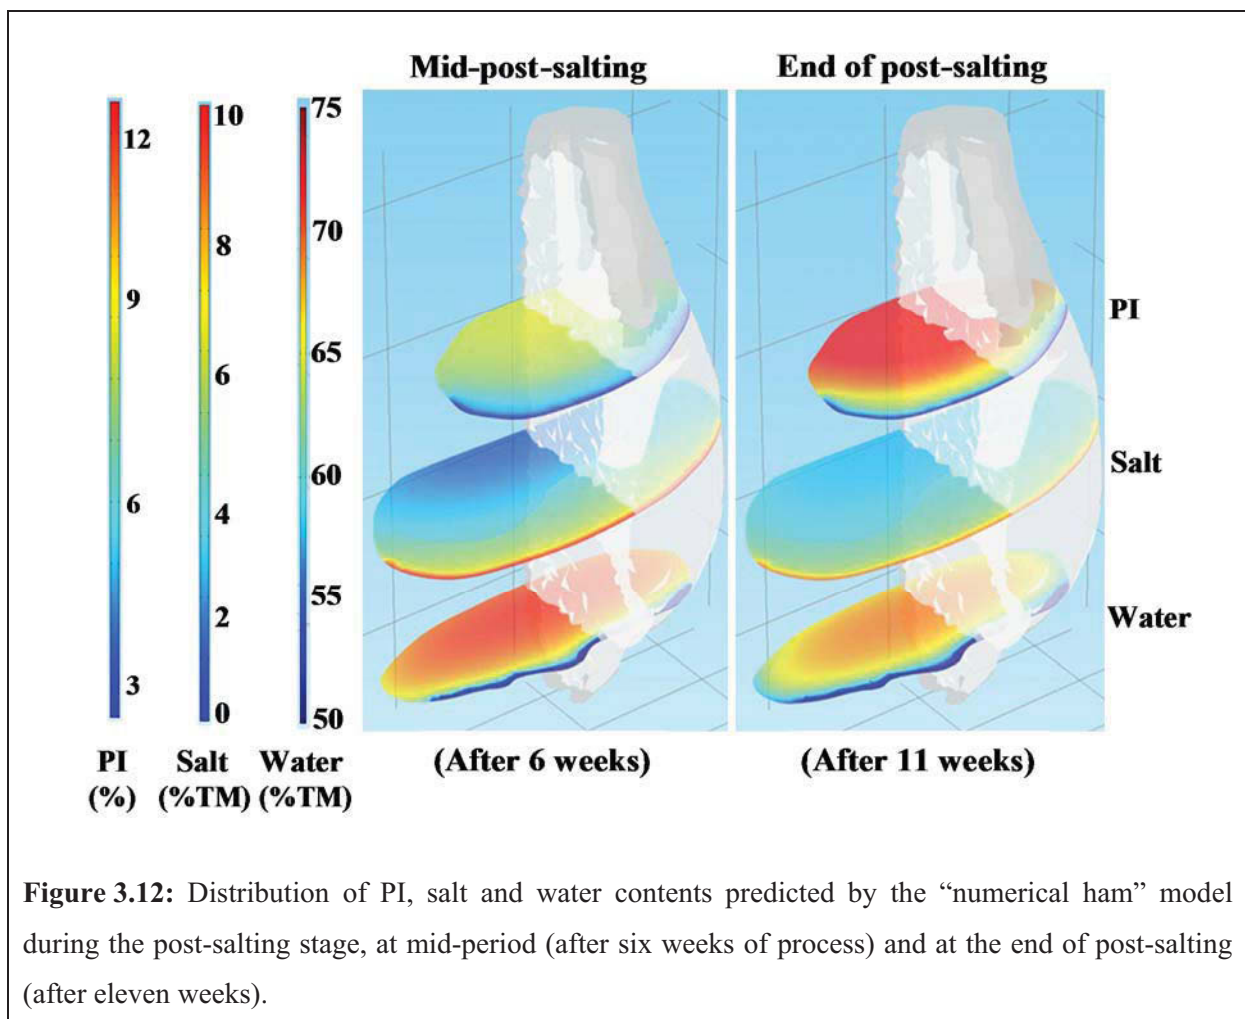 Mid-post-salting
End of post-salting
12
9
6
3
10
8
6
4
2
0
75
70
65
60
55
50
PI
Salt
Water
PI
(%)
Salt
(%TM)
Water
(%TM)
(After 6 weeks)
(After 11 weeks)
Figure 3.12: Distribution of PI, salt and water contents predicted by the “numerical ham” model
during the post-salting stage, at mid-period (after six weeks of process) and at the end of post-salting
(after eleven weeks).